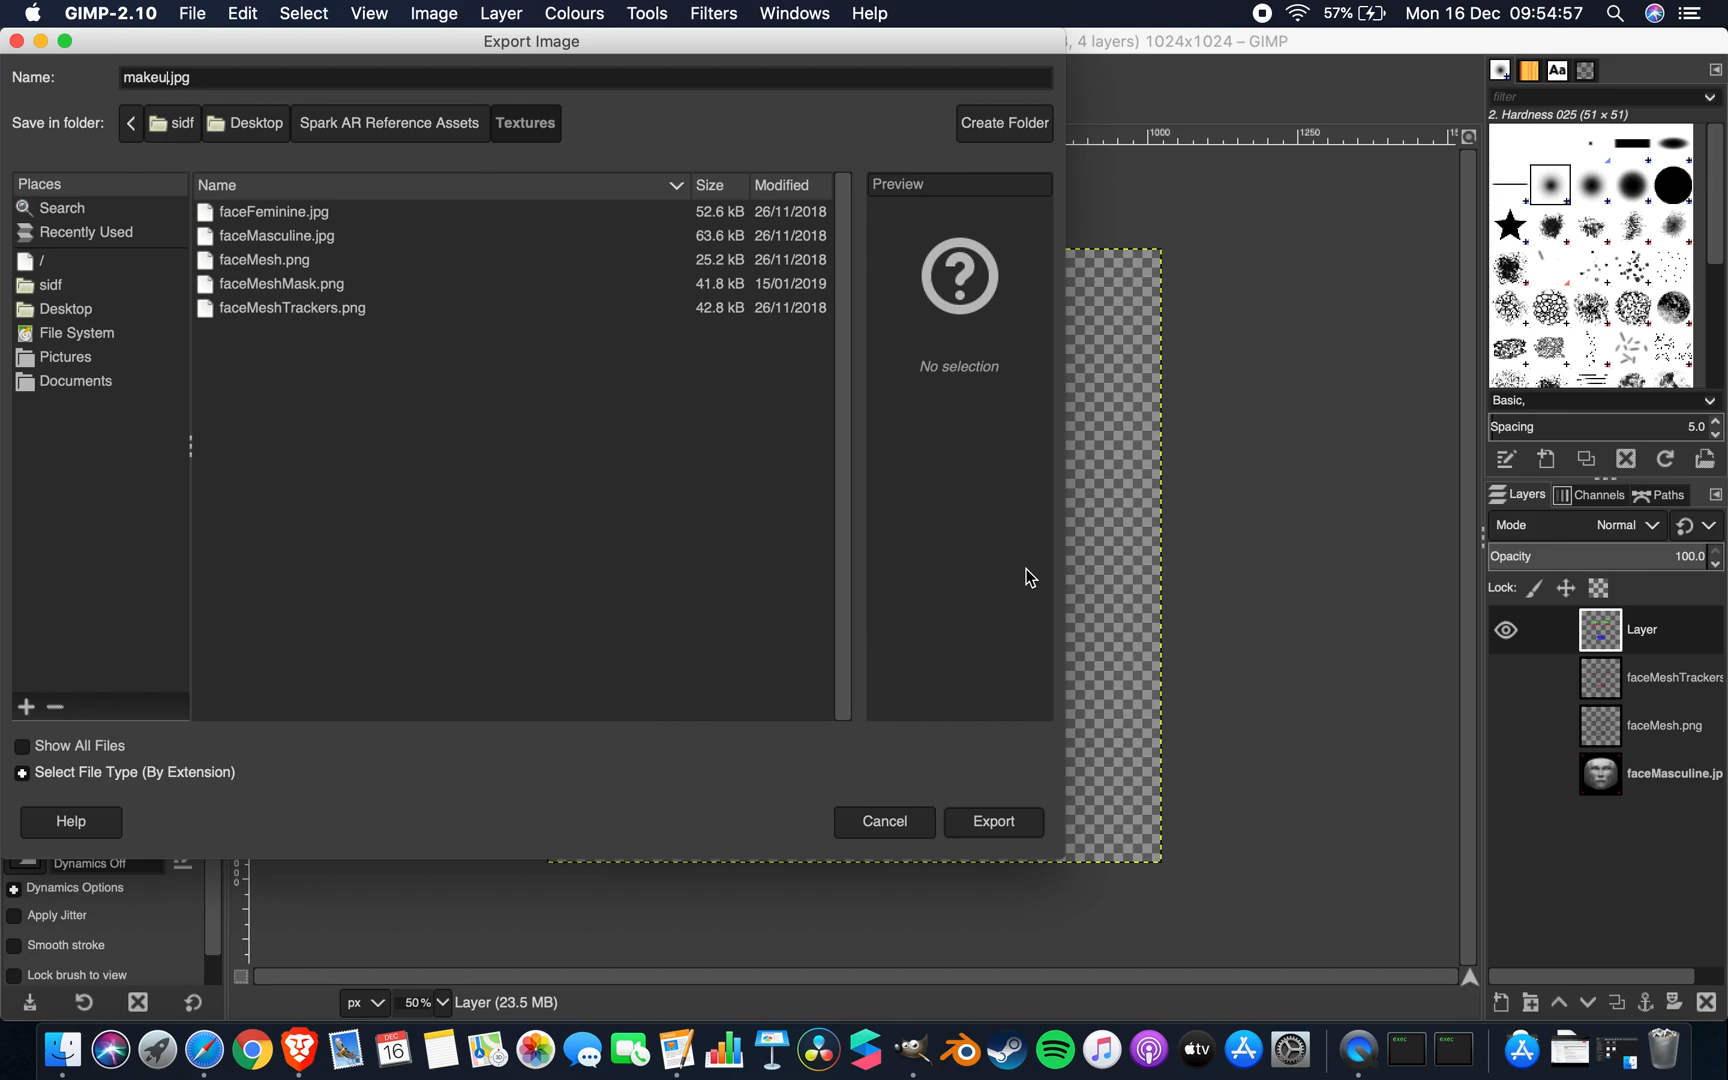 GIMP-2.10 File Edit Select View Image Layer Colours Tools Filters Windows Help 57% Mon 16 Dec 09:54:57
Export Image , 4 layers) 1024x1024 – GIMP
Name: makeu.jpg
Save in folder: sidf Desktop Spark AR Reference Assets Textures Create Folder
Places Name Size Modified Preview
Search
Recently Used
/
sidf
Desktop
File System
Pictures
Documents
faceFeminine.jpg 52.6 kB 26/11/2018
faceMasculine.jpg 63.6 kB 26/11/2018
faceMesh.png 25.2 kB 26/11/2018
faceMeshMask.png 41.8 kB 15/01/2019
faceMeshTrackers.png 42.8 kB 26/11/2018
No selection
Show All Files
Select File Type (By Extension)
Help Cancel Export
Dynamics Off
Dynamics Options
Apply Jitter
Smooth stroke
Lock brush to view
1000 1250
px 50% Layer (23.5 MB)
Aa
filter
2. Hardness 025 (51 × 51)
Basic,
Spacing 5.0
Layers Channels Paths
Mode Normal
Opacity 100.0
Lock:
Layer
faceMeshTrackers
faceMesh.png
faceMasculine.jp
DEC 16 tv exec exec